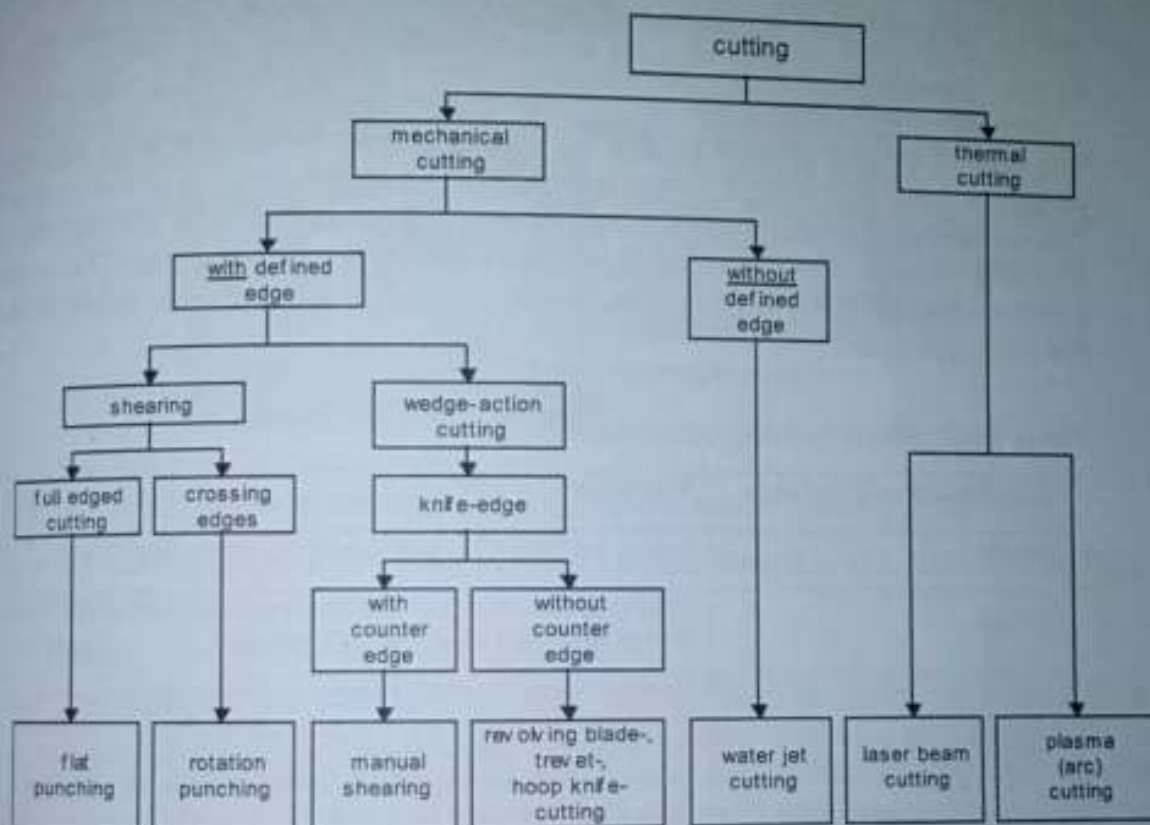 cutting
mechanical
cutting
thermal
cutting
with defined
edge
without
defined
edge
shearing
wedge-action
cutting
full edged
cutting
crossing
edges
knife-edge
with
counter
edge
without
counter
edge
flat
punching
rotation
punching
manual
shearing
revolving blade-,
trevet-,
hoop knife-
cutting
water jet
cutting
laser beam
cutting
plasma
(arc)
cutting